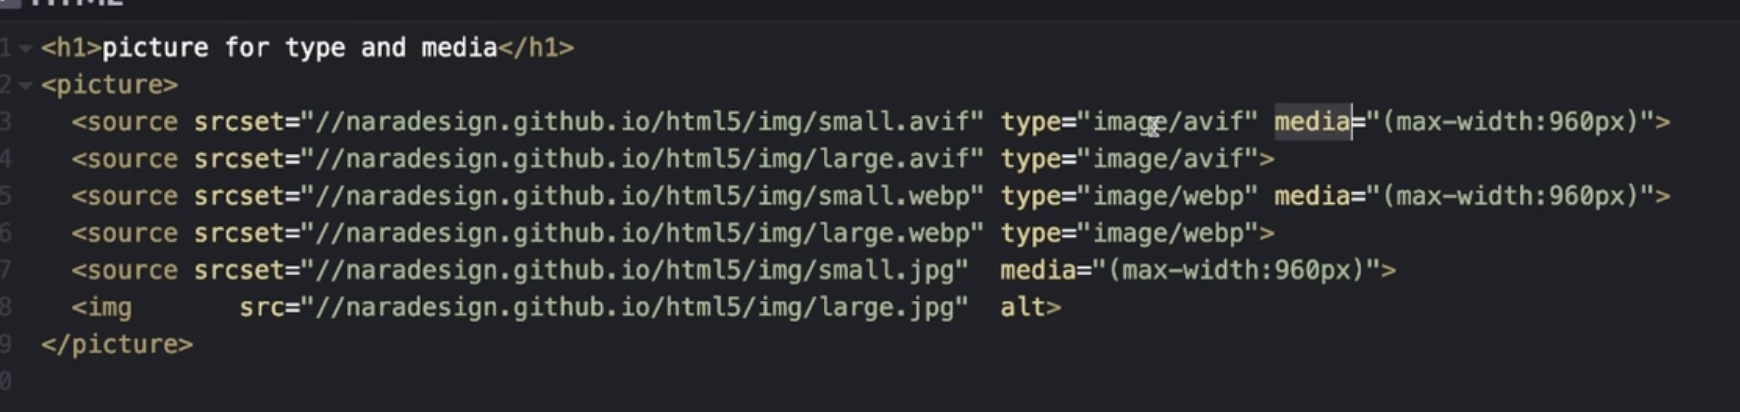 HTML
1 <h1>picture for type and media</h1>
2 <picture>
3 <source srcset="//naradesign.github.io/html5/img/small.avif" type="image/avif" media="(max-width:960px)">
4 <source srcset="//naradesign.github.io/html5/img/large.avif" type="image/avif">
5 <source srcset="//naradesign.github.io/html5/img/small.webp" type="image/webp" media="(max-width:960px)">
6 <source srcset="//naradesign.github.io/html5/img/large.webp" type="image/webp">
7 <source srcset="//naradesign.github.io/html5/img/small.jpg"  media="(max-width:960px)">
8 <img       src="//naradesign.github.io/html5/img/large.jpg"  alt>
9 </picture>
0